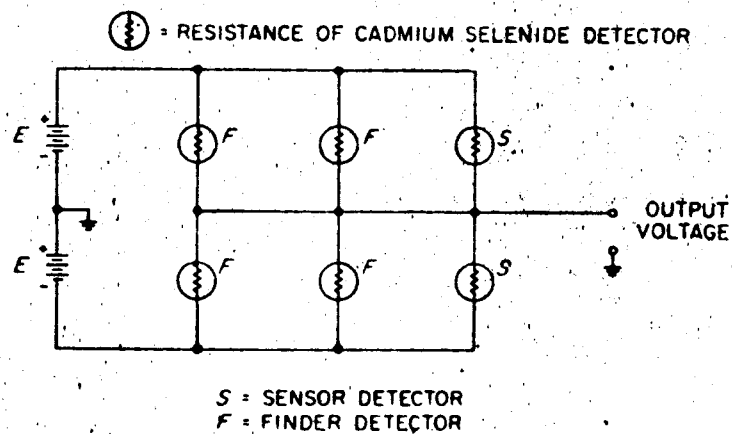 = RESISTANCE OF CADMIUM SELENIDE DETECTOR
+
E
-
F
F
S
OUTPUT
VOLTAGE
+
E
-
F
F
S
S = SENSOR DETECTOR
F = FINDER DETECTOR